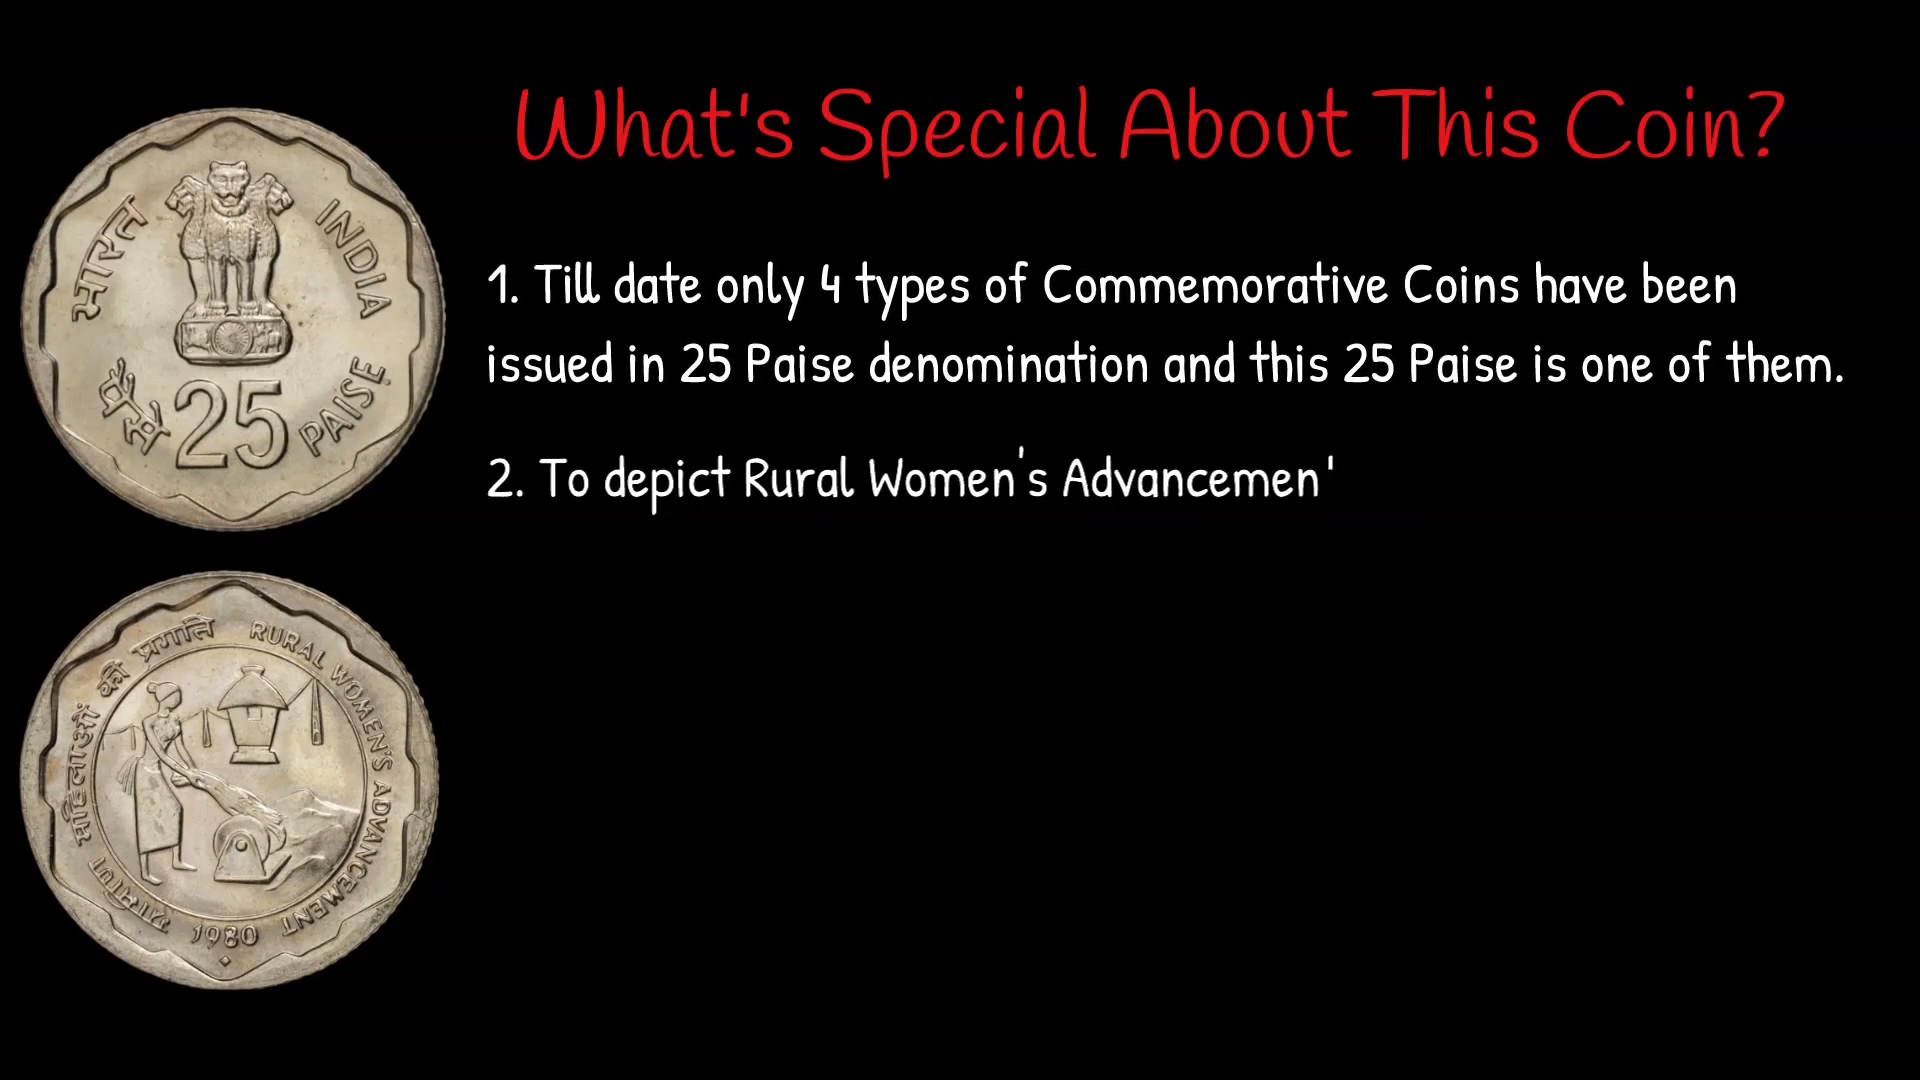 What's Special About This Coin?
1. Till date only 4 types of Commemorative Coins have been
issued in 25 Paise denomination and this 25 Paise is one of them.
2. To depict Rural Women's Advancemen'
भारत
INDIA
पैसे 25 PAISE
ग्रामीण महिलाओं की प्रगति
RURAL WOMEN'S ADVANCEMENT
1980